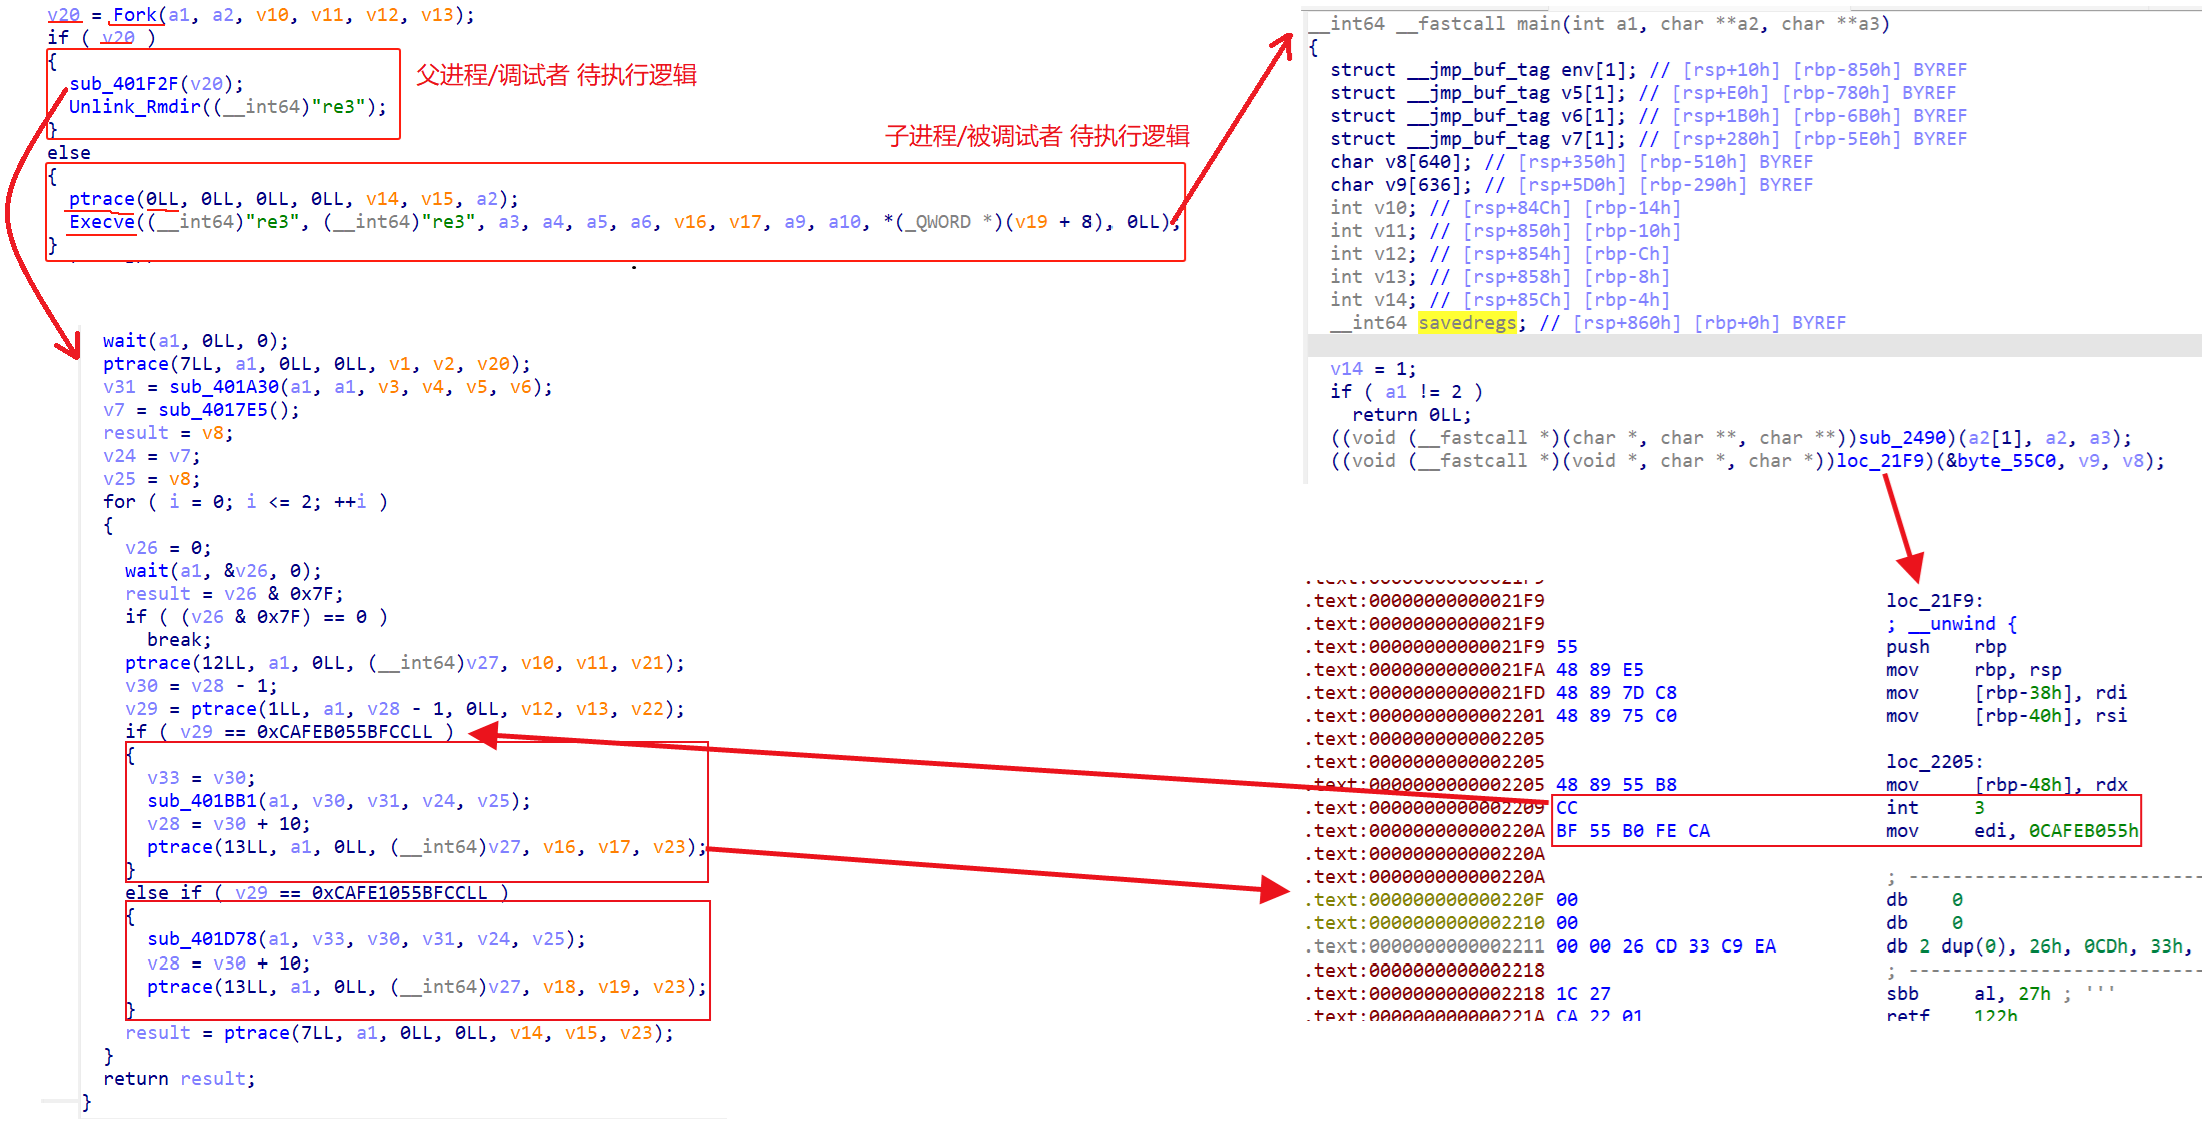 v20 = Fork(a1, a2, v10, v11, v12, v13);
if ( v20 )
{
sub_401F2F(v20);
Unlink_Rmdir((__int64)"re3");
}
父进程/调试者 待执行逻辑
else
子进程/被调试者 待执行逻辑
{
ptrace(0LL, 0LL, 0LL, 0LL, v14, v15, a2);
Execve((__int64)"re3", (__int64)"re3", a3, a4, a5, a6, v16, v17, a9, a10, *(_QWORD *)(v19 + 8), 0LL);
}
wait(a1, 0LL, 0);
ptrace(7LL, a1, 0LL, 0LL, v1, v2, v20);
v31 = sub_401A30(a1, a1, v3, v4, v5, v6);
v7 = sub_4017E5();
result = v8;
v24 = v7;
v25 = v8;
for ( i = 0; i <= 2; ++i )
{
v26 = 0;
wait(a1, &v26, 0);
result = v26 & 0x7F;
if ( (v26 & 0x7F) == 0 )
break;
ptrace(12LL, a1, 0LL, (__int64)v27, v10, v11, v21);
v30 = v28 - 1;
v29 = ptrace(1LL, a1, v28 - 1, 0LL, v12, v13, v22);
if ( v29 == 0xCAFEB055BFCCLL )
{
v33 = v30;
sub_401BB1(a1, v30, v31, v24, v25);
v28 = v30 + 10;
ptrace(13LL, a1, 0LL, (__int64)v27, v16, v17, v23);
}
else if ( v29 == 0xCAFE1055BFCCLL )
{
sub_401D78(a1, v33, v30, v31, v24, v25);
v28 = v30 + 10;
ptrace(13LL, a1, 0LL, (__int64)v27, v18, v19, v23);
}
result = ptrace(7LL, a1, 0LL, 0LL, v14, v15, v23);
}
return result;
}
__int64 __fastcall main(int a1, char **a2, char **a3)
{
struct __jmp_buf_tag env[1]; // [rsp+10h] [rbp-850h] BYREF
struct __jmp_buf_tag v5[1]; // [rsp+E0h] [rbp-780h] BYREF
struct __jmp_buf_tag v6[1]; // [rsp+1B0h] [rbp-6B0h] BYREF
struct __jmp_buf_tag v7[1]; // [rsp+280h] [rbp-5E0h] BYREF
char v8[640]; // [rsp+350h] [rbp-510h] BYREF
char v9[636]; // [rsp+5D0h] [rbp-290h] BYREF
int v10; // [rsp+84Ch] [rbp-14h]
int v11; // [rsp+850h] [rbp-10h]
int v12; // [rsp+854h] [rbp-Ch]
int v13; // [rsp+858h] [rbp-8h]
int v14; // [rsp+85Ch] [rbp-4h]
__int64 savedregs; // [rsp+860h] [rbp+0h] BYREF
v14 = 1;
if ( a1 != 2 )
return 0LL;
((void (__fastcall *)(char *, char **, char **))sub_2490)(a2[1], a2, a3);
((void (__fastcall *)(void *, char *, char *))loc_21F9)(&byte_55C0, v9, v8);
.text:00000000000021F9
.text:00000000000021F9 loc_21F9:
.text:00000000000021F9 ; __unwind {
.text:00000000000021F9 55 push rbp
.text:00000000000021FA 48 89 E5 mov rbp, rsp
.text:00000000000021FD 48 89 7D C8 mov [rbp-38h], rdi
.text:0000000000002201 48 89 75 C0 mov [rbp-40h], rsi
.text:0000000000002205
.text:0000000000002205 loc_2205:
.text:0000000000002205 48 89 55 B8 mov [rbp-48h], rdx
.text:0000000000002209 CC int 3
.text:000000000000220A BF 55 B0 FE CA mov edi, 0CAFEB055h
.text:000000000000220A
.text:000000000000220A ; ---------------------------
.text:000000000000220F 00 db 0
.text:0000000000002210 00 db 0
.text:0000000000002211 00 00 26 CD 33 C9 EA db 2 dup(0), 26h, 0CDh, 33h,
.text:0000000000002218 ; ---------------------------
.text:0000000000002218 1C 27 sbb al, 27h ; '''
.text:000000000000221A CA 22 01 retf 122h